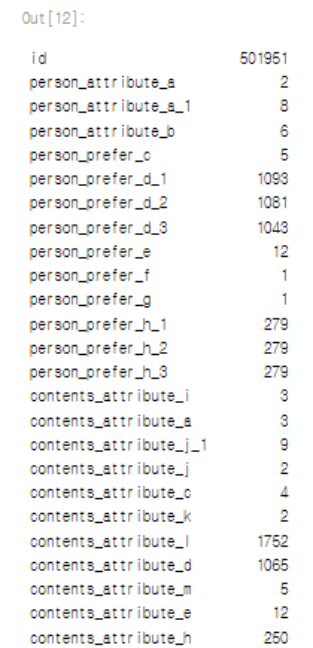 Out[12]:
id 501951
person_attribute_a 2
person_attribute_a_1 8
person_attribute_b 6
person_prefer_c 5
person_prefer_d_1 1093
person_prefer_d_2 1081
person_prefer_d_3 1043
person_prefer_e 12
person_prefer_f 1
person_prefer_g 1
person_prefer_h_1 279
person_prefer_h_2 279
person_prefer_h_3 279
contents_attribute_i 3
contents_attribute_a 3
contents_attribute_j_1 9
contents_attribute_j 2
contents_attribute_c 4
contents_attribute_k 2
contents_attribute_l 1752
contents_attribute_d 1065
contents_attribute_m 5
contents_attribute_e 12
contents_attribute_h 250